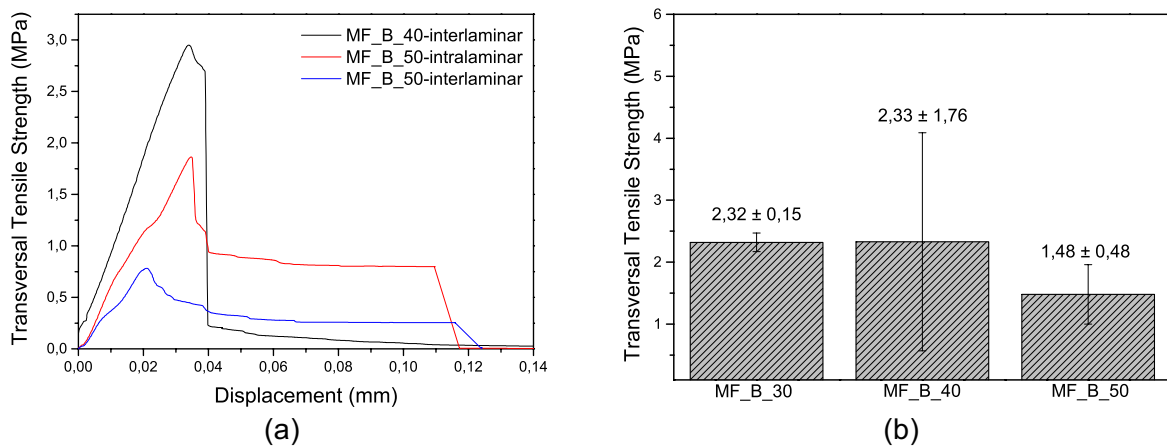 Transversal Tensile Strength (MPa)
3,0
2,5
2,0
1,5
1,0
0,5
0,0
MF_B_40-interlaminar
MF_B_50-intralaminar
MF_B_50-interlaminar
0,00 0,02 0,04 0,06 0,08 0,10 0,12 0,14
Displacement (mm)
(a)
Transversal Tensile Strength (MPa)
6
5
4
3
2
1
2,32 ± 0,15
2,33 ± 1,76
1,48 ± 0,48
MF_B_30 MF_B_40 MF_B_50
(b)